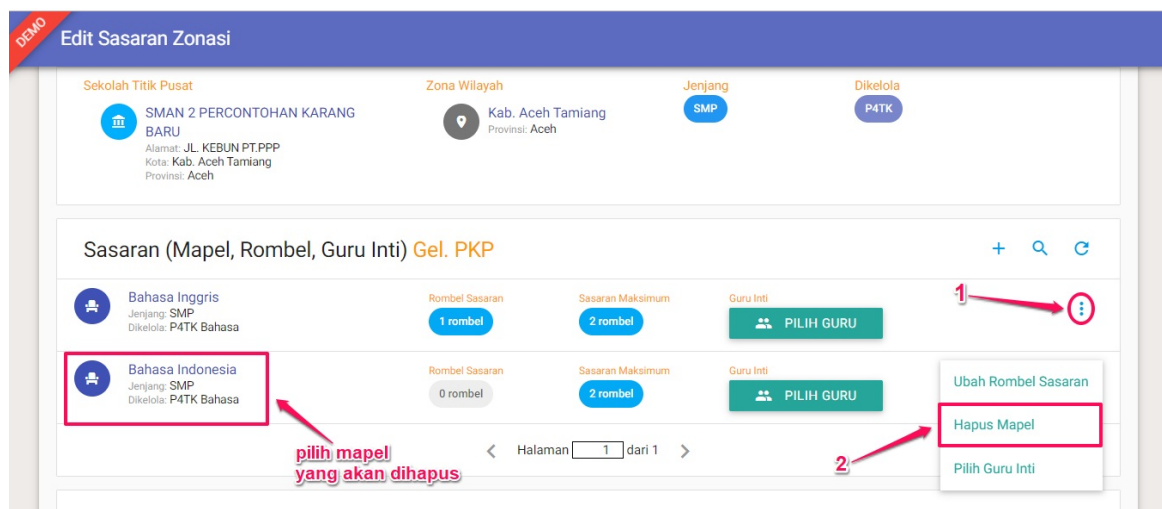 DEMO
Edit Sasaran Zonasi
Sekolah Titik Pusat
SMAN 2 PERCONTOHAN KARANG
BARU
Alamat: JL. KEBUN PT.PPP
Kota: Kab. Aceh Tamiang
Provinsi: Aceh
Zona Wilayah
Kab. Aceh Tamiang
Provinsi: Aceh
Jenjang
SMP
Dikelola
P4TK
Sasaran (Mapel, Rombel, Guru Inti) Gel. PKP
Bahasa Inggris
Jenjang: SMP
Dikelola: P4TK Bahasa
Rombel Sasaran
1 rombel
Sasaran Maksimum
2 rombel
Guru Inti
PILIH GURU
1
Bahasa Indonesia
Jenjang: SMP
Dikelola: P4TK Bahasa
Rombel Sasaran
0 rombel
Sasaran Maksimum
2 rombel
Guru Inti
PILIH GURU
Ubah Rombel Sasaran
Hapus Mapel
Pilih Guru Inti
2
pilih mapel
yang akan dihapus
Halaman 1 dari 1